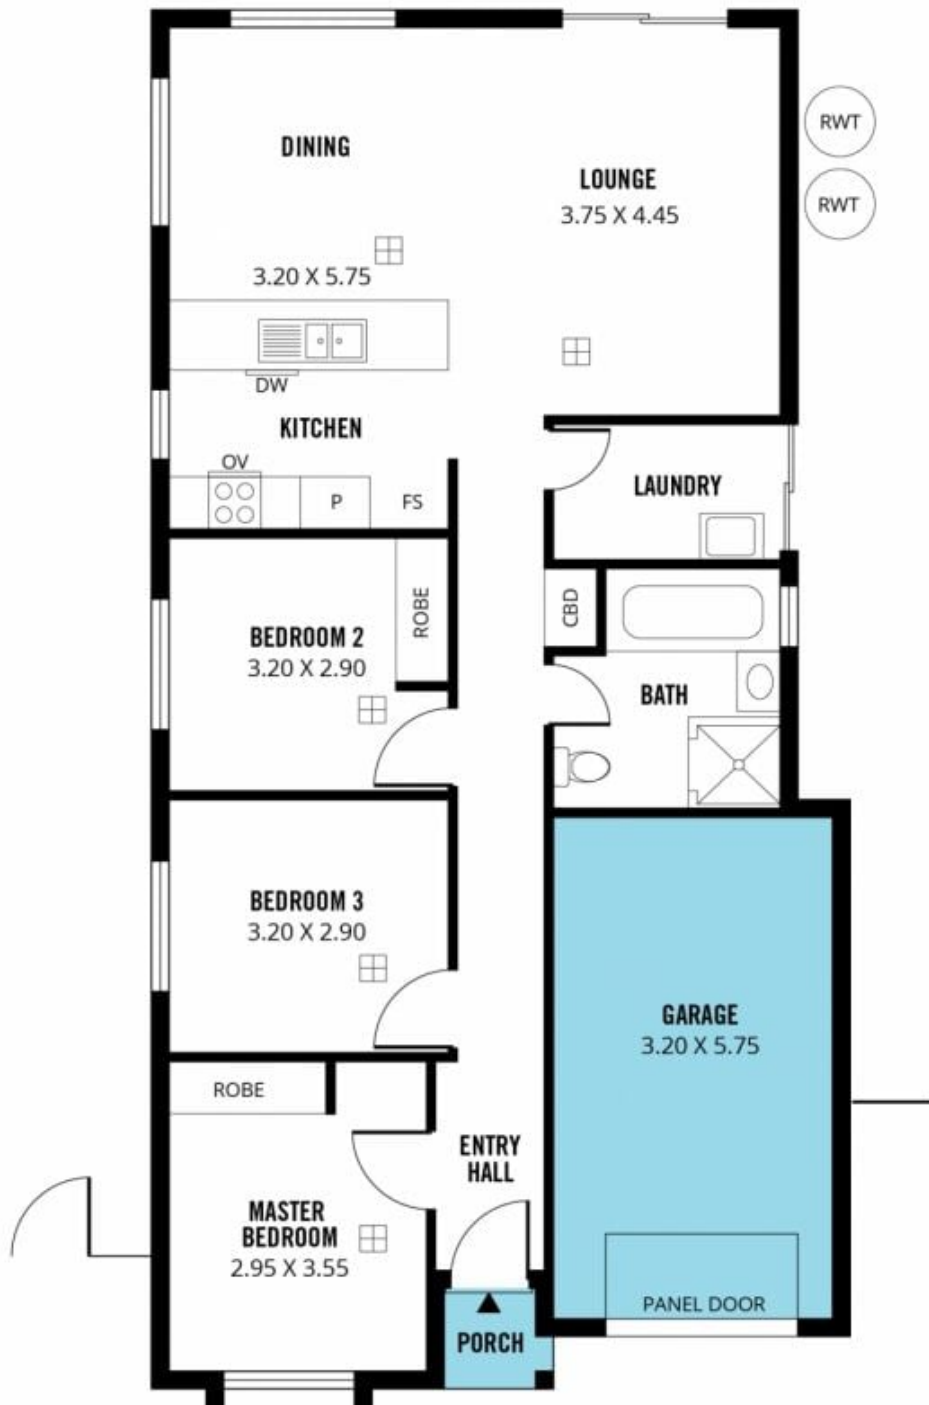 DINING
3.20 X 5.75
LOUNGE
3.75 X 4.45
RWT
RWT
DW
KITCHEN
OV
P
FS
LAUNDRY
BEDROOM 2
3.20 X 2.90
ROBE
CBD
BATH
BEDROOM 3
3.20 X 2.90
GARAGE
3.20 X 5.75
ROBE
ENTRY
HALL
MASTER
BEDROOM
2.95 X 3.55
PANEL DOOR
PORCH